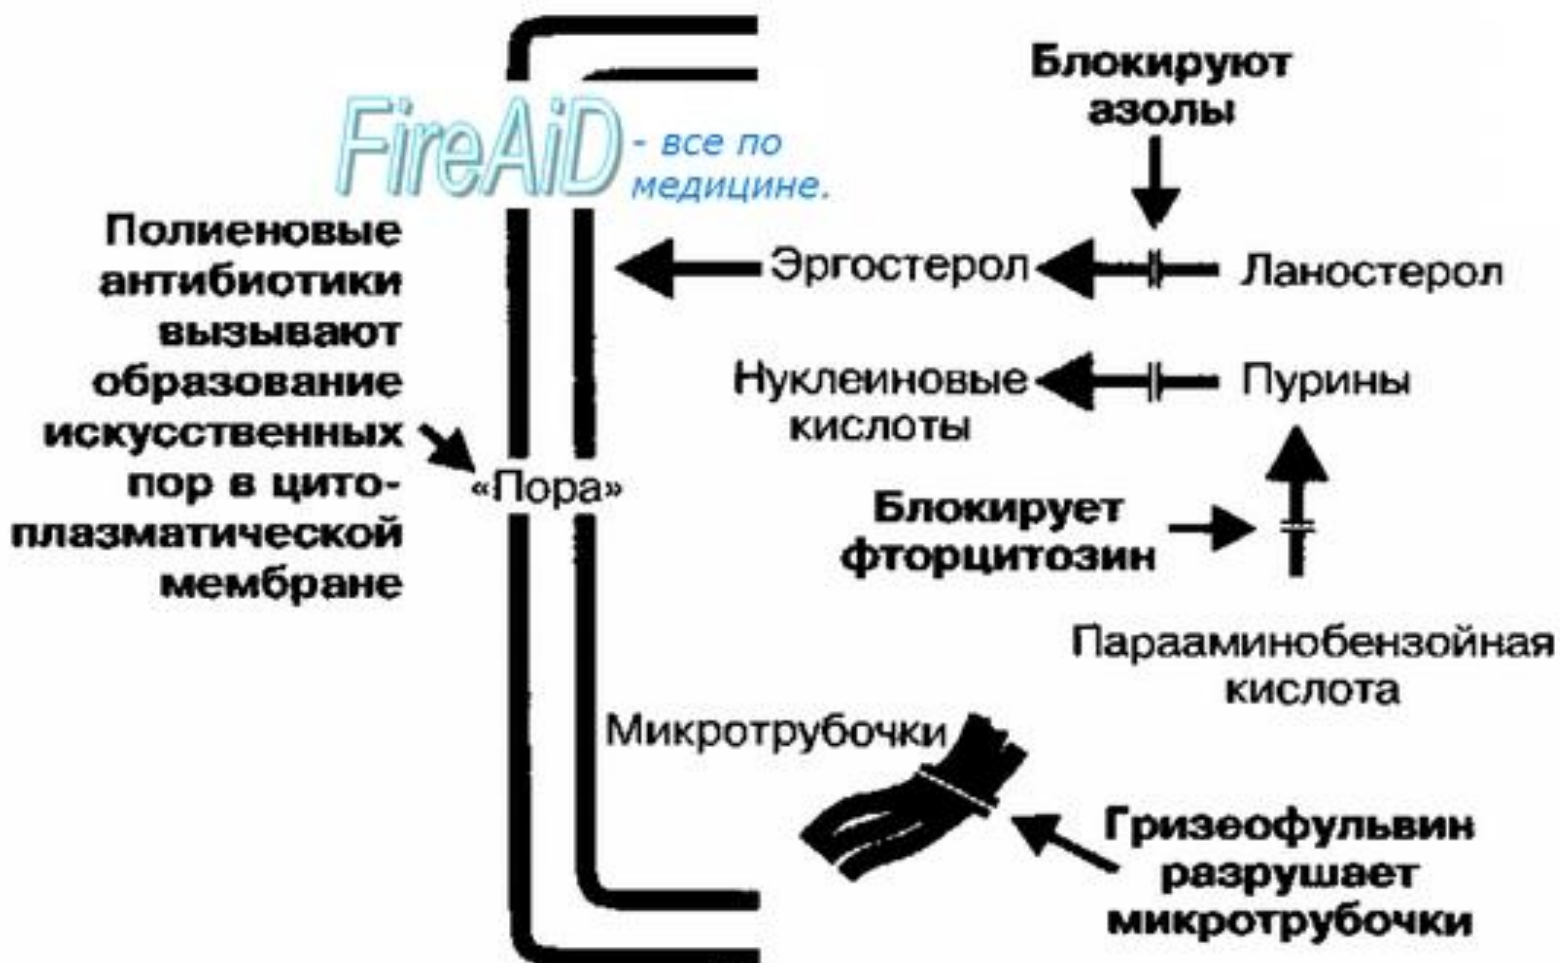 Блокируют
азолы
FireAiD - все по
медицине.
Полиеновые
антибиотики
вызывают
образование
искусственных
пор в цито-
плазматической
мембране
«Пора»
Эргостерол
Ланостерол
Нуклеиновые
кислоты
Пурины
Блокирует
фторцитозин
Парааминобензойная
кислота
Микротрубочки
Гризеофульвин
разрушает
микротрубочки